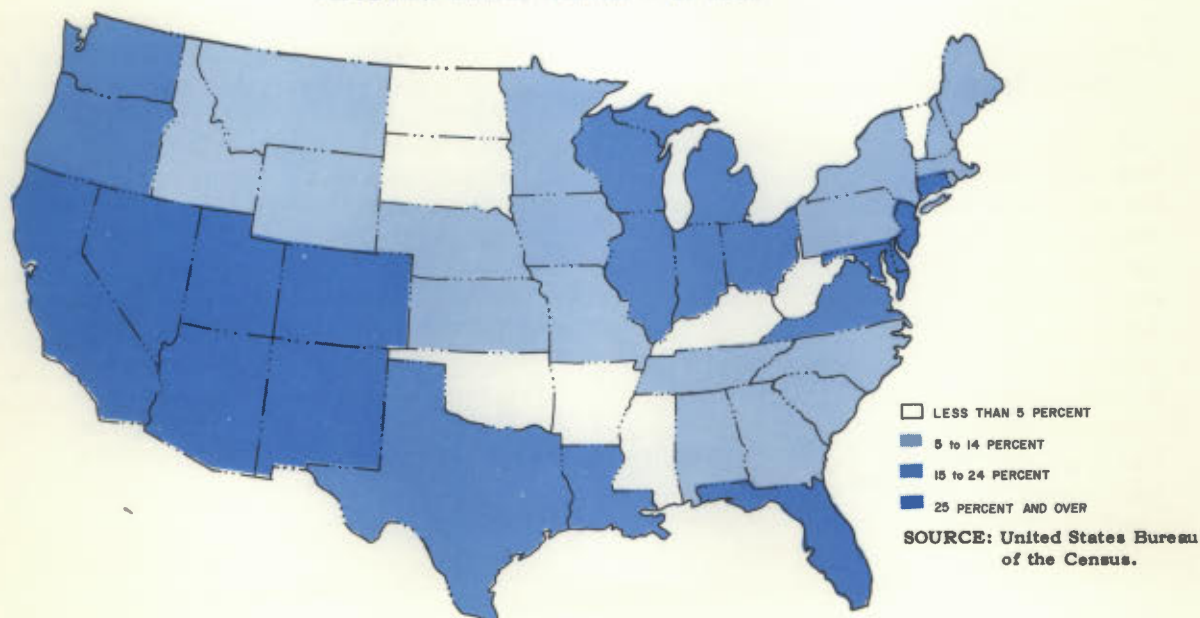 LESS THAN 5 PERCENT
5 to 14 PERCENT
15 to 24 PERCENT
25 PERCENT AND OVER
SOURCE: United States Bureau
of the Census.